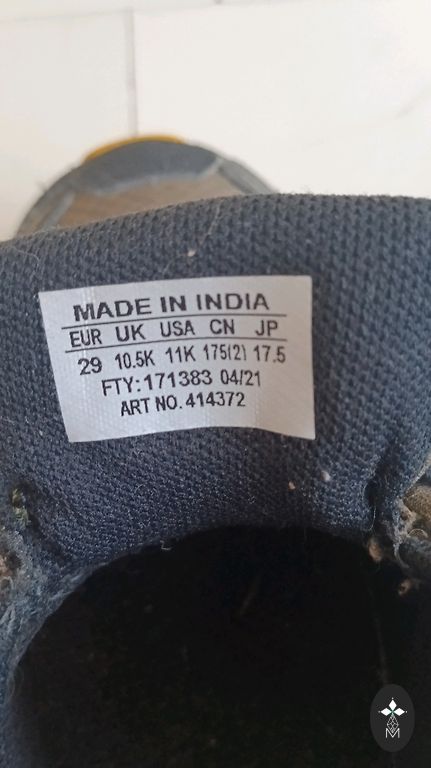 MADE IN INDIA
EUR UK USA CN JP
29 10.5K 11K 175(2) 17.5
FTY: 171383 04/21
ART NO. 414372
M